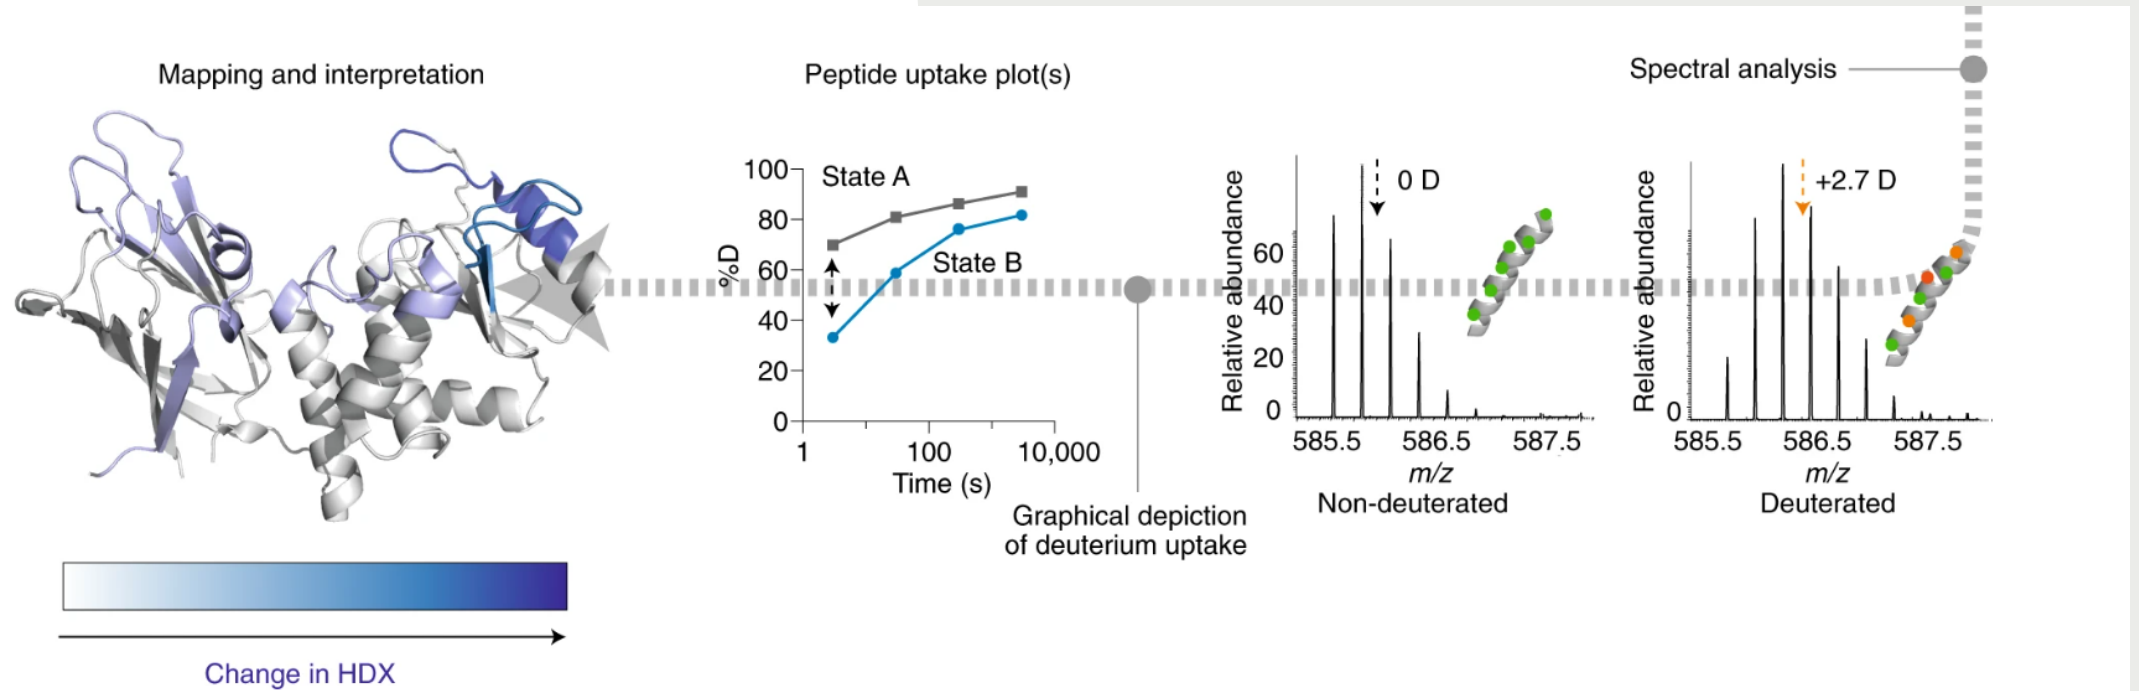 Mapping and interpretation
Change in HDX
Peptide uptake plot(s)
%D
100
80
60
40
20
0
State A
State B
1
100
10,000
Time (s)
Graphical depiction
of deuterium uptake
Relative abundance
60
40
20
0
0 D
585.5
586.5
587.5
m/z
Non-deuterated
Spectral analysis
Relative abundance
0
+2.7 D
585.5
586.5
587.5
m/z
Deuterated